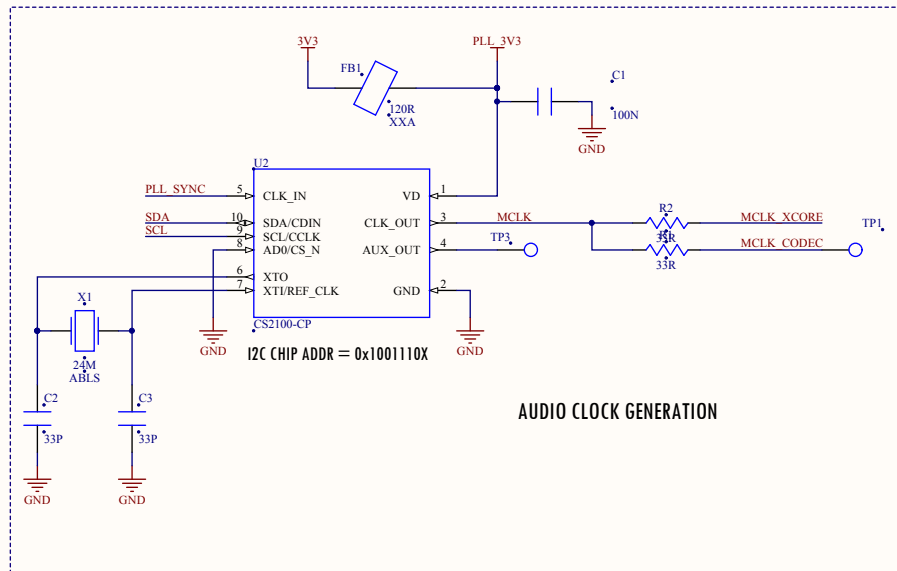 3V3
PLL_3V3
FB1
120R
XXA
C1
100N
GND
U2
PLL_SYNC
5
CLK_IN
VD
1
SDA
10
SDA/CDIN
CLK_OUT
3
MCLK
R2
33R
MCLK_XCORE
TP1
SCL
9
SCL/CCLK
8
AD0/CS_N
AUX_OUT
4
TP3
33R
MCLK_CODEC
6
XTO
7
XTI/REF_CLK
GND
2
X1
24M
ABLS
GND
CS2100-CP
GND
I2C CHIP ADDR = 0x1001110X
C2
33P
C3
33P
AUDIO CLOCK GENERATION
GND
GND